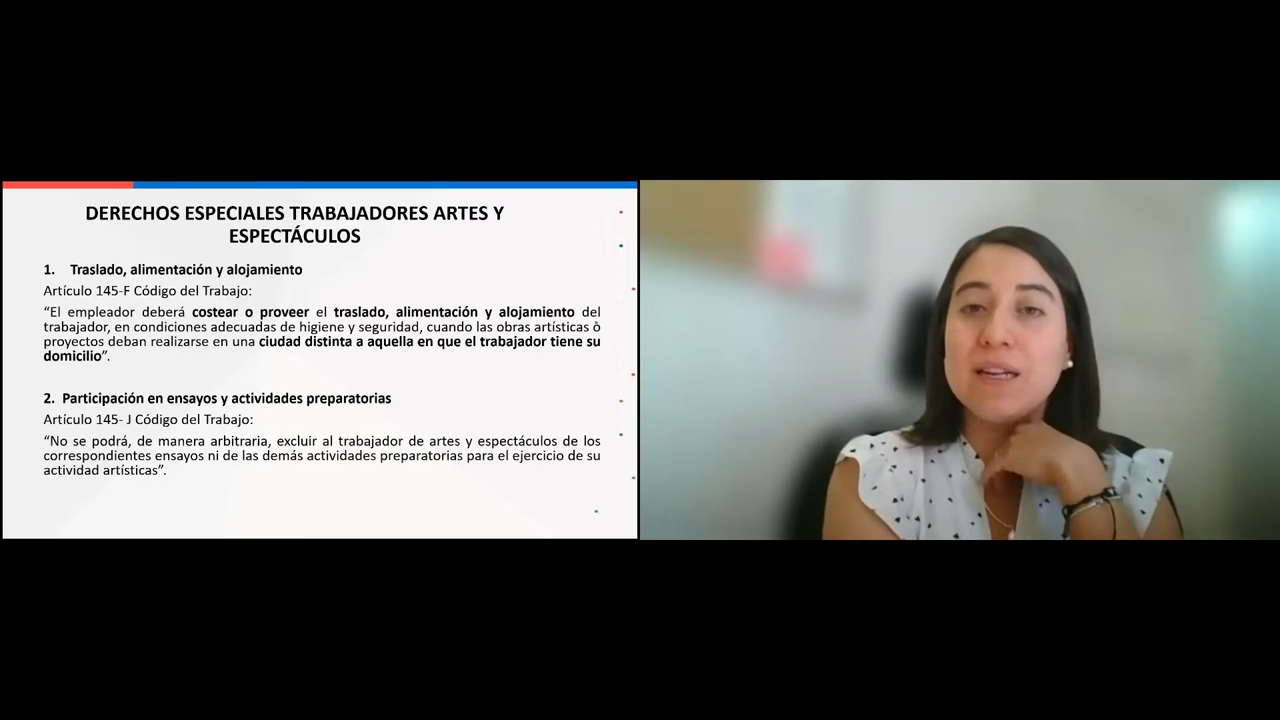 DERECHOS ESPECIALES TRABAJADORES ARTES Y
ESPECTÁCULOS
1. Traslado, alimentación y alojamiento
Artículo 145-F Código del Trabajo:
“El empleador deberá costear o proveer el traslado, alimentación y alojamiento del
trabajador, en condiciones adecuadas de higiene y seguridad, cuando las obras artísticas o
proyectos deban realizarse en una ciudad distinta a aquella en que el trabajador tiene su
domicilio”.
2. Participación en ensayos y actividades preparatorias
Artículo 145- J Código del Trabajo:
“No se podrá, de manera arbitraria, excluir al trabajador de artes y espectáculos de los
correspondientes ensayos ni de las demás actividades preparatorias para el ejercicio de su
actividad artísticas”.